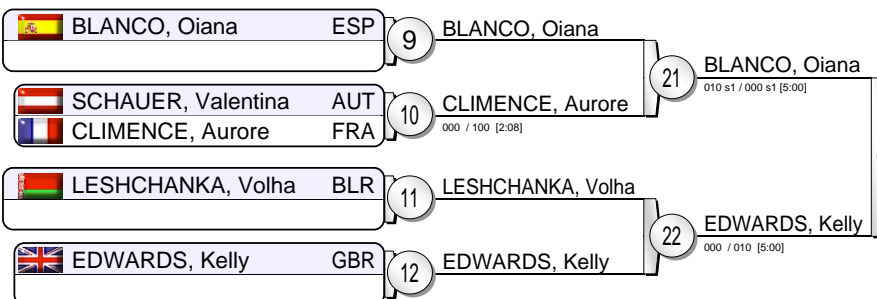 BLANCO, Oiana ESP
9
BLANCO, Oiana
21
BLANCO, Oiana
010 s1 / 000 s1 [5:00]
SCHAUER, Valentina AUT
CLIMENCE, Aurore FRA
10
CLIMENCE, Aurore
000 / 100 [2:08]
LESHCHANKA, Volha BLR
11
LESHCHANKA, Volha
22
EDWARDS, Kelly
000 / 010 [5:00]
EDWARDS, Kelly GBR
12
EDWARDS, Kelly